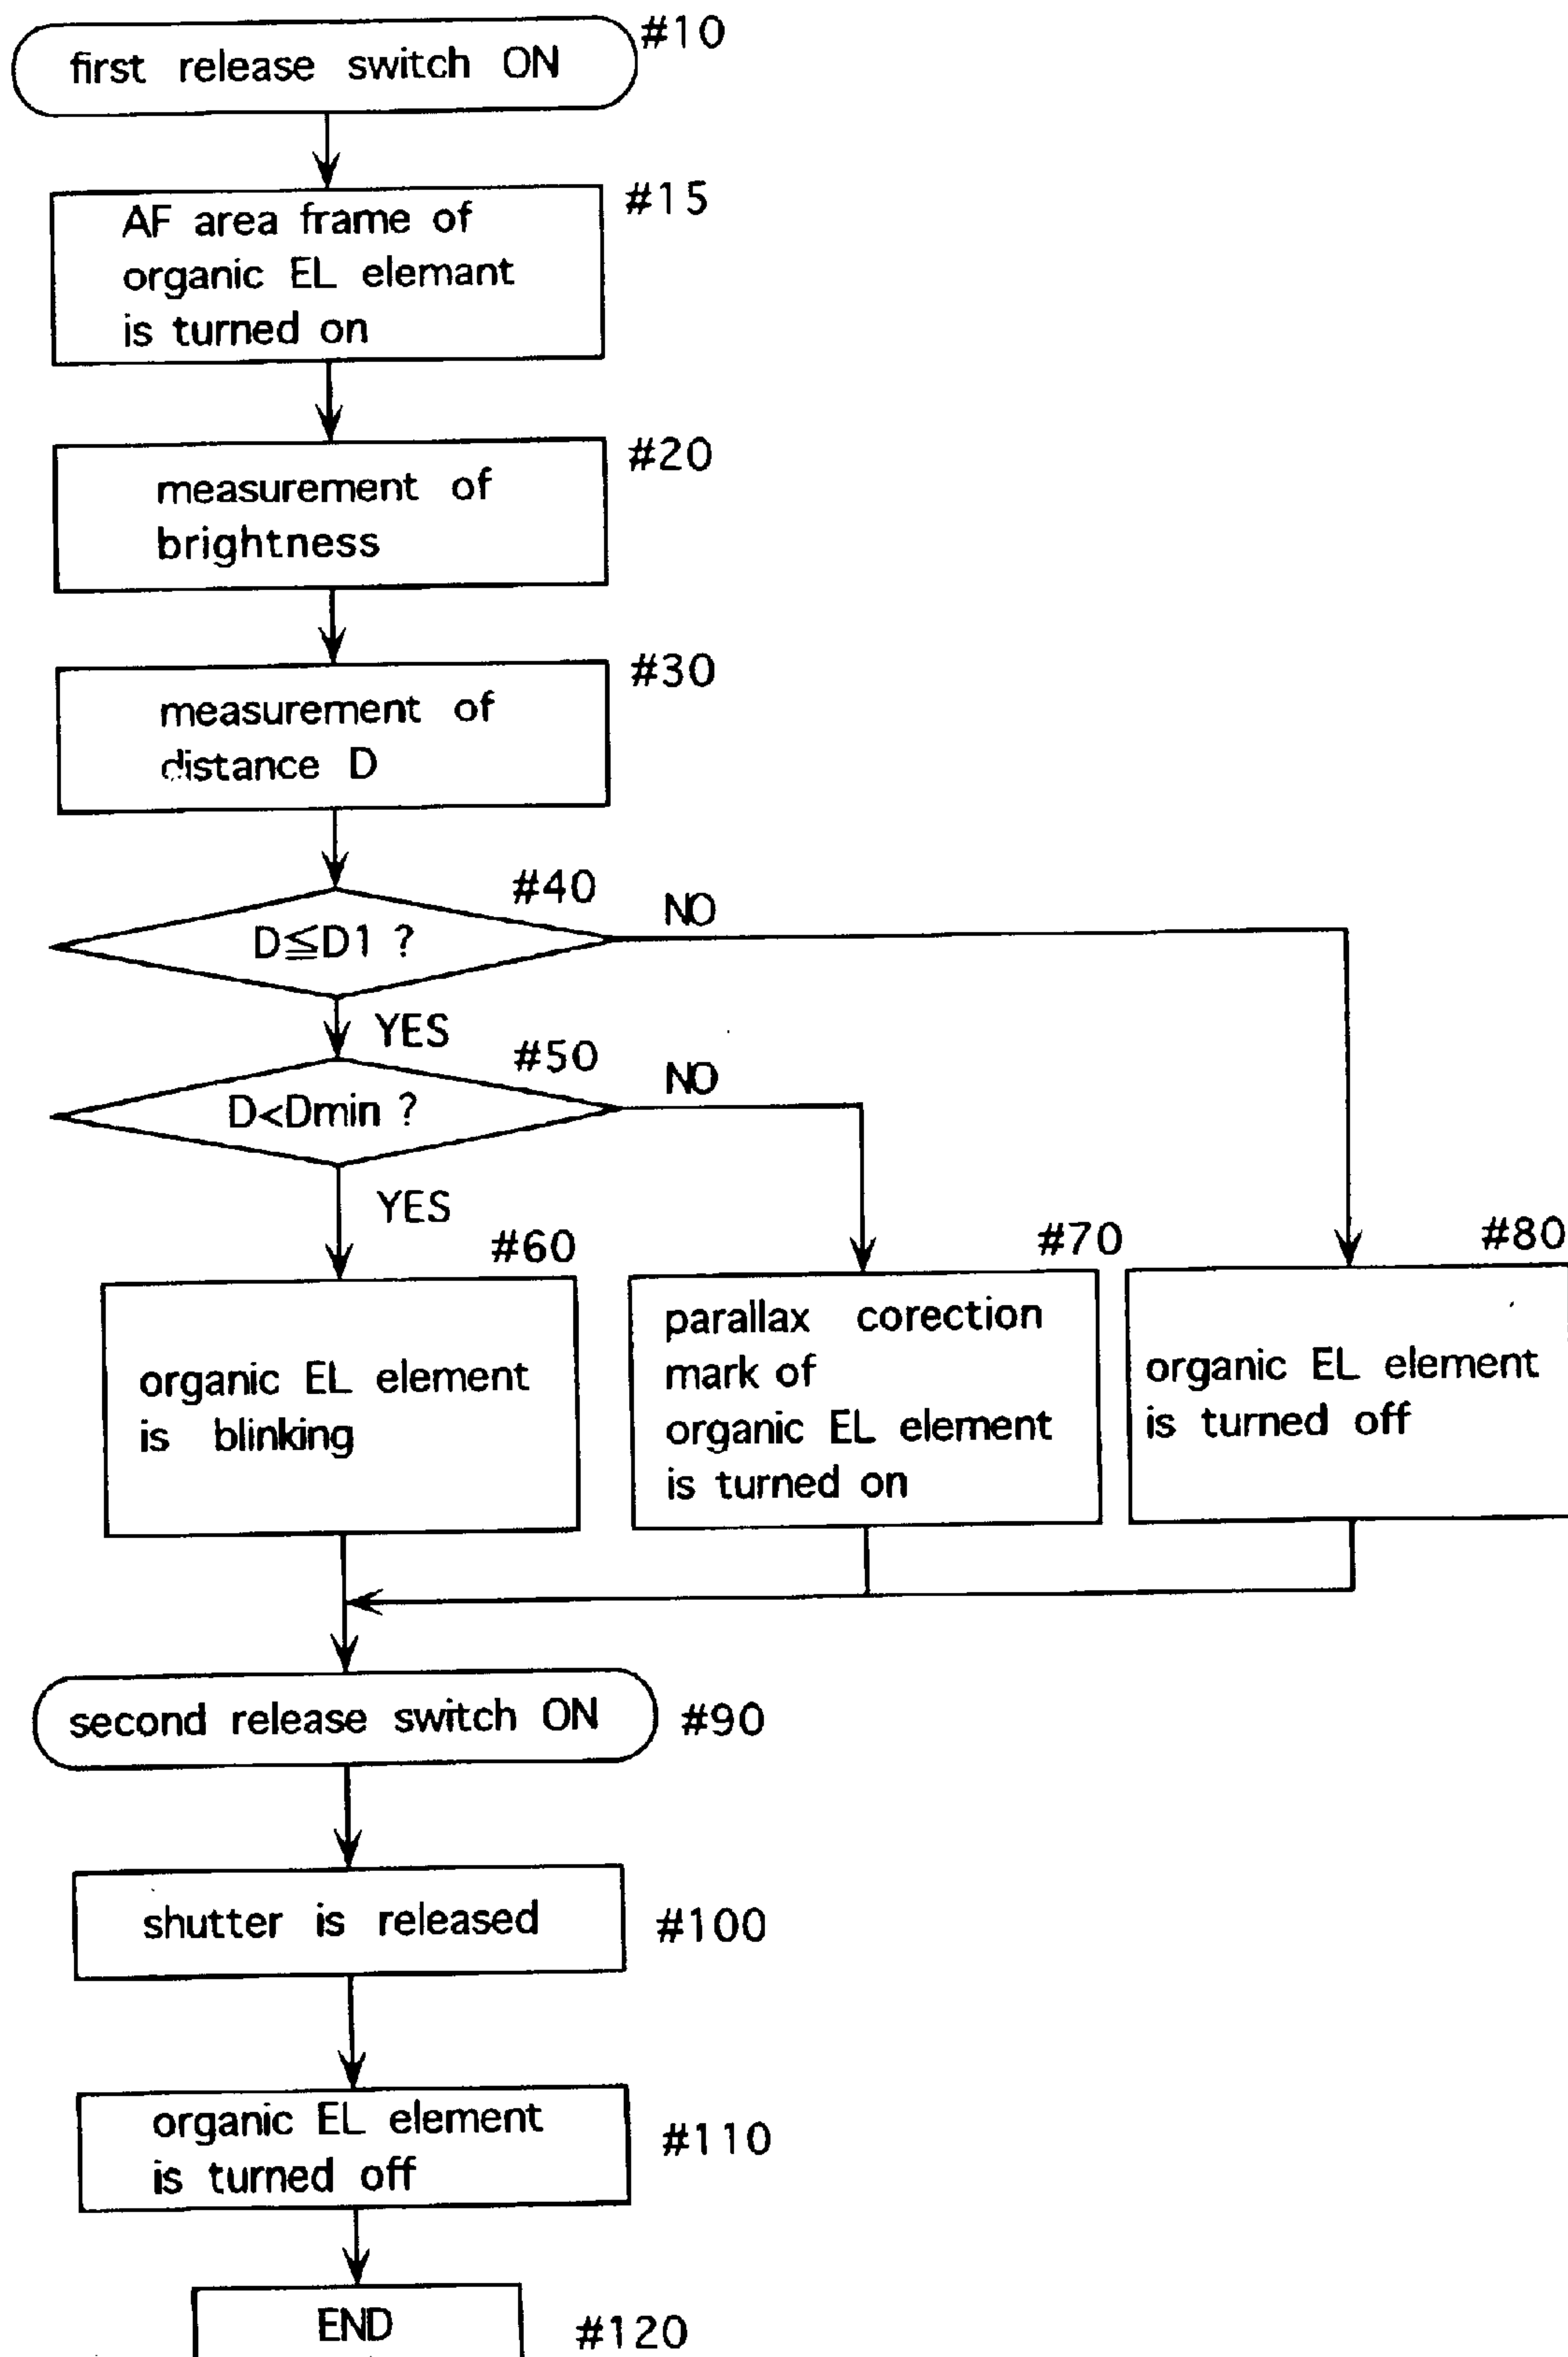 first release switch ON
#10
#15
AF area frame of
organic EL elemant
is turned on
#20
measurement of
brightness
#30
measurement of
distance D
#40
D≦D1 ?
NO
YES
#50
D<Dmin ?
NO
YES
#60
organic EL element
is blinking
#70
parallax corection
mark of
organic EL element
is turned on
#80
organic EL element
is turned off
second release switch ON
#90
shutter is released
#100
organic EL element
is turned off
#110
END
#120